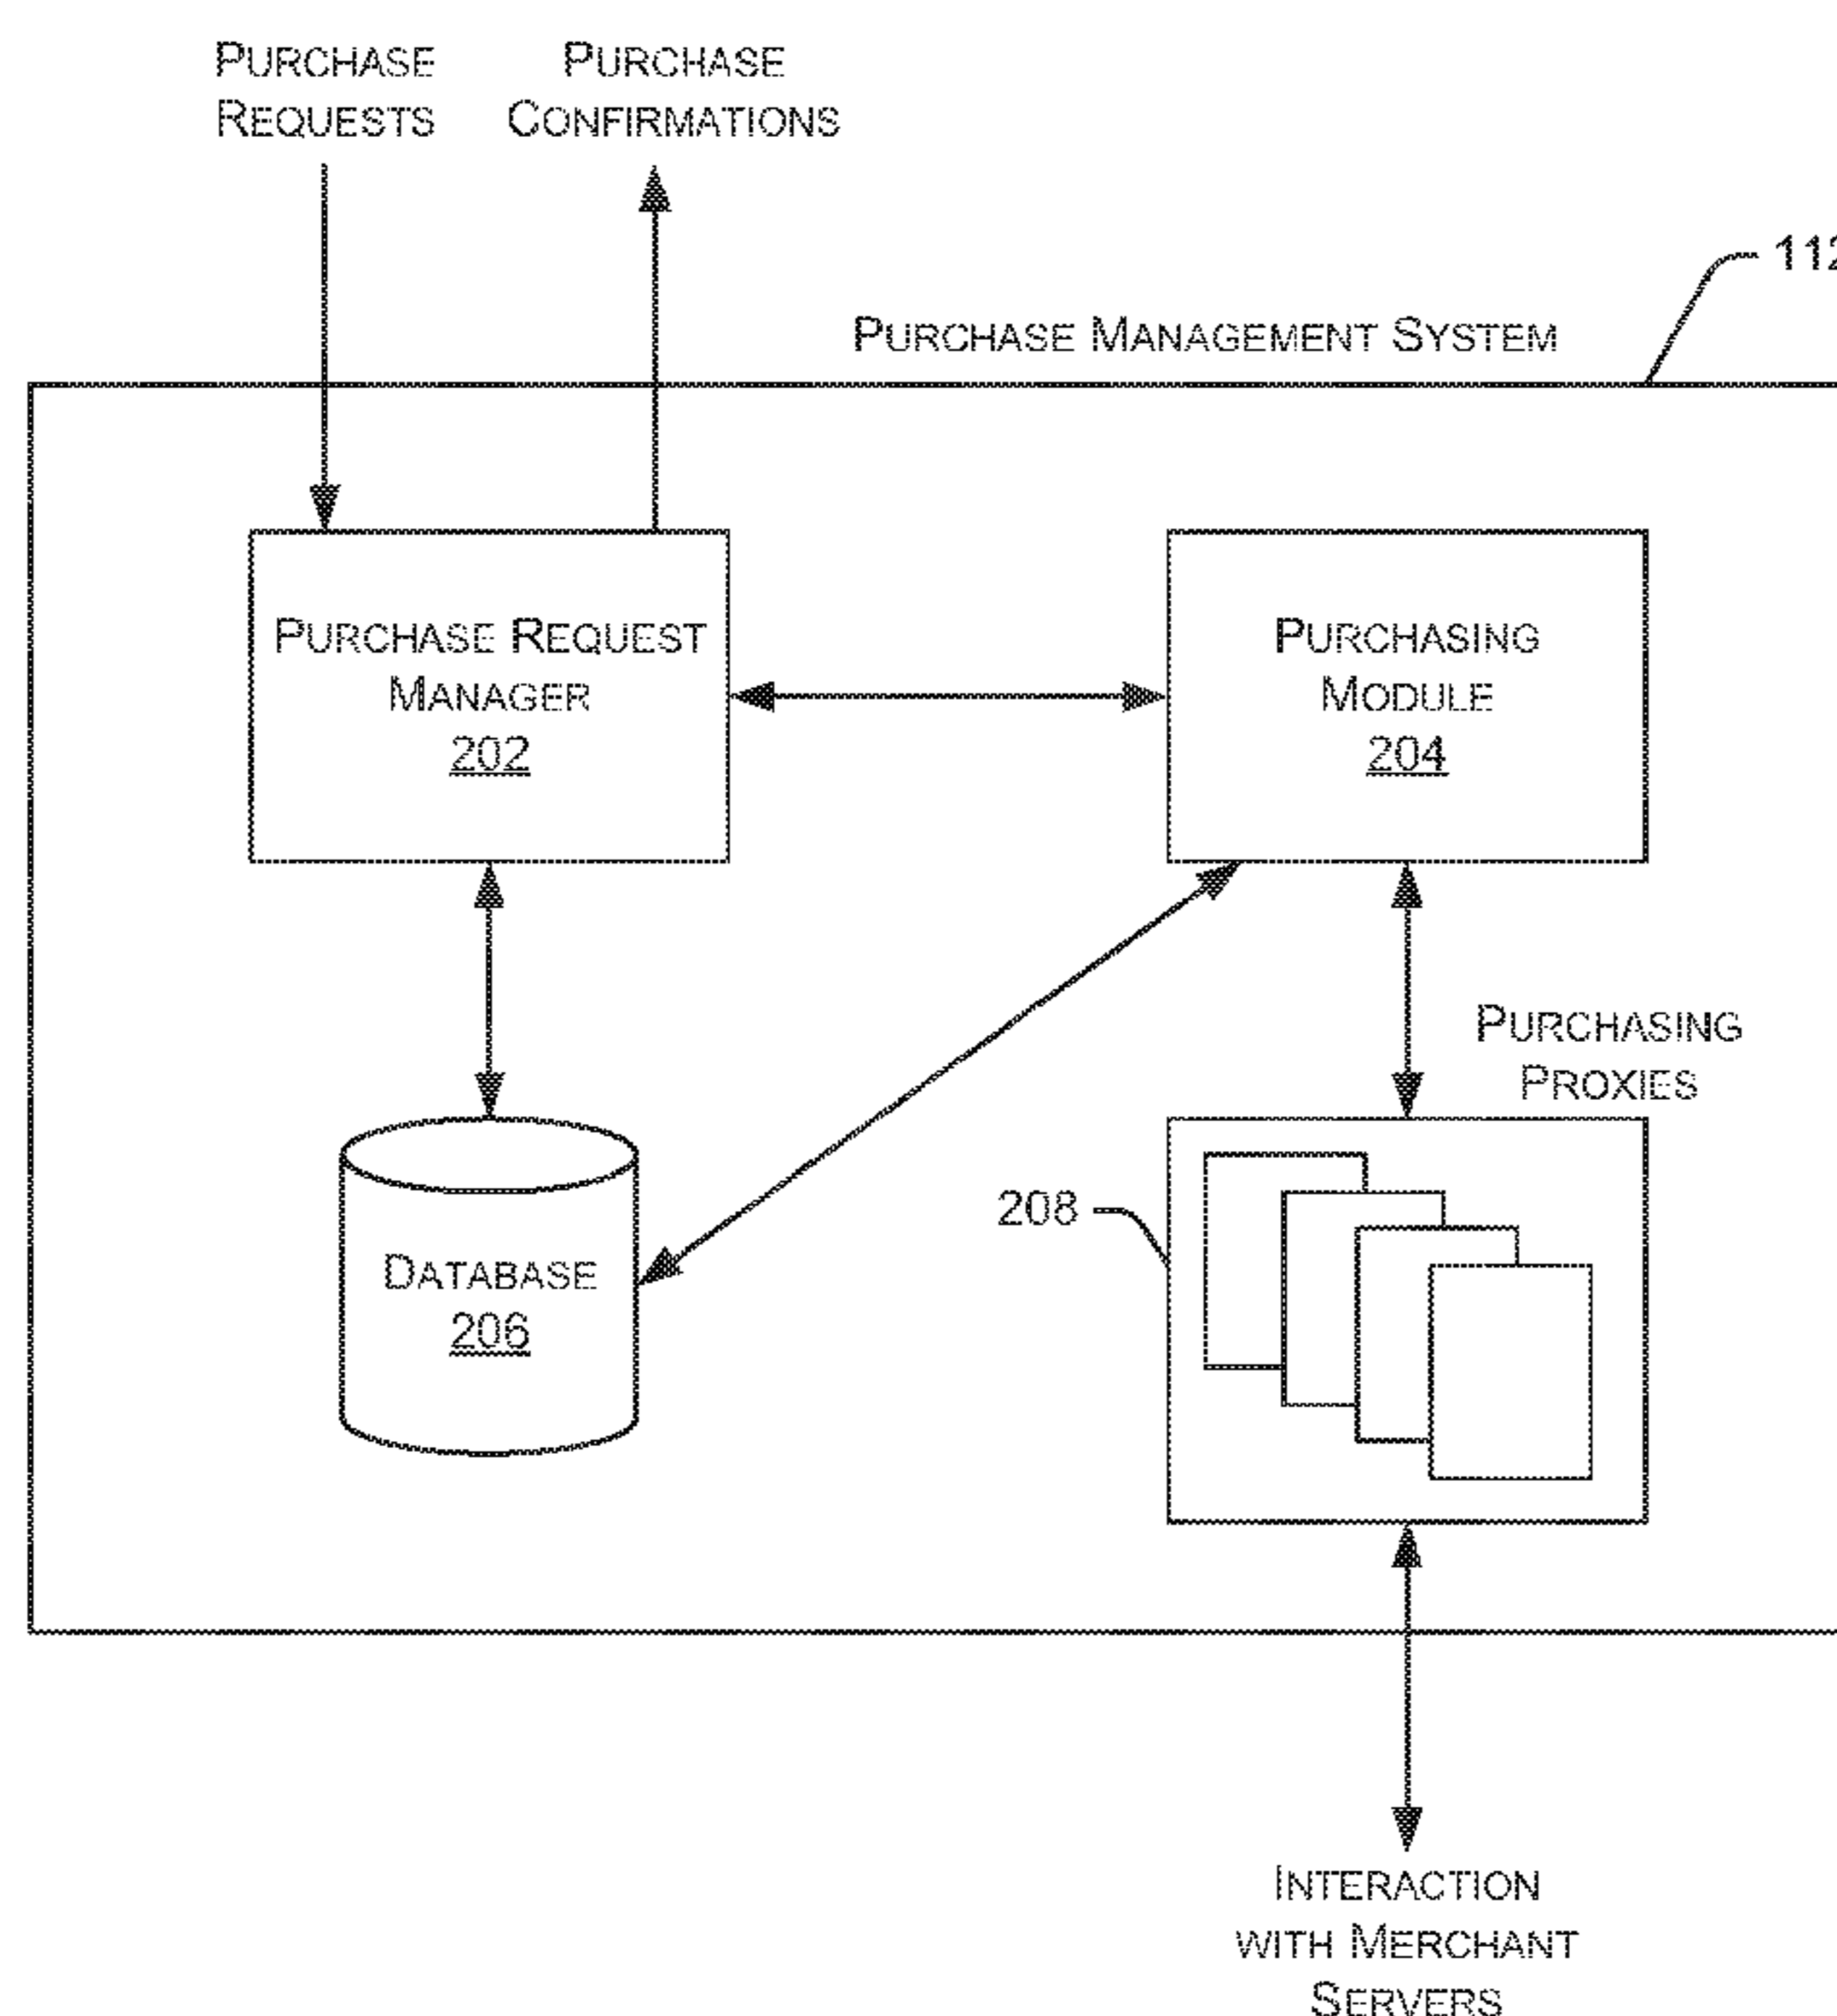 PURCHASE
REQUESTS
PURCHASE
CONFIRMATIONS
112
PURCHASE MANAGEMENT SYSTEM
PURCHASE REQUEST
MANAGER
202
PURCHASING
MODULE
204
PURCHASING
PROXIES
208
DATABASE
206
INTERACTION
WITH MERCHANT
SERVERS